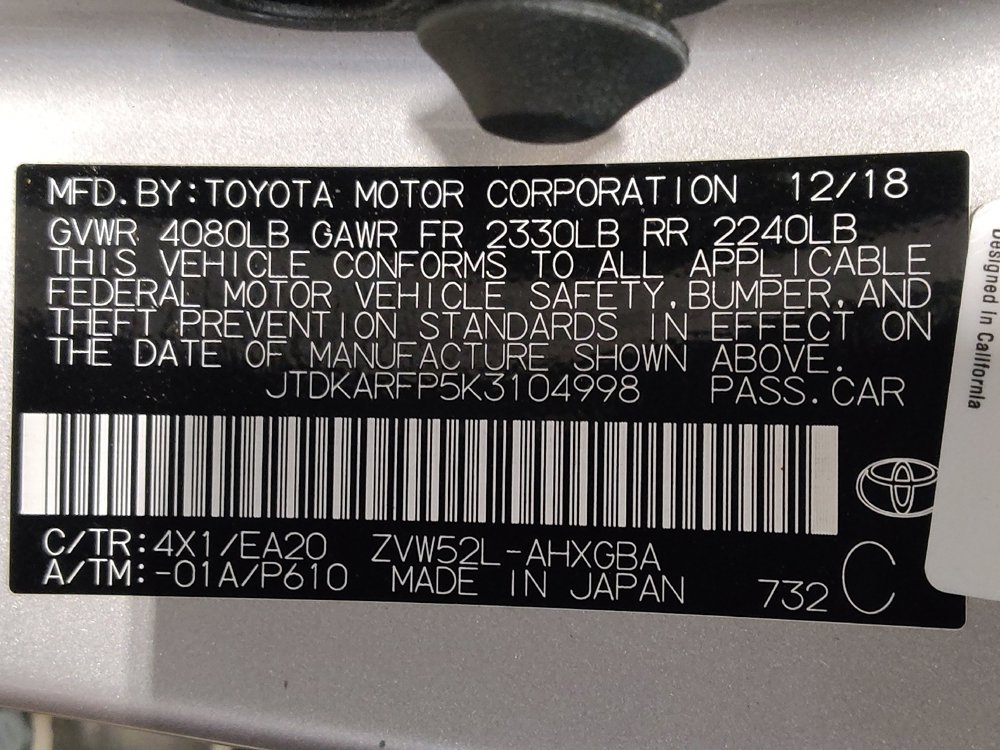 MFD.BY:TOYOTA MOTOR CORPORATION 12/18
GVWR 4080LB GAWR FR 2330LB RR 2240LB
THIS VEHICLE CONFORMS TO ALL APPLICABLE
FEDERAL MOTOR VEHICLE SAFETY,BUMPER,AND
THEFT PREVENTION STANDARDS IN EFFECT ON
THE DATE OF MANUFACTURE SHOWN ABOVE.
JTDKARFP5K3104998 PASS.CAR
C/TR:4X1/EA20 ZVW52L-AHXGBA
A/TM:-01A/P610 MADE IN JAPAN 732 C
Designed in California